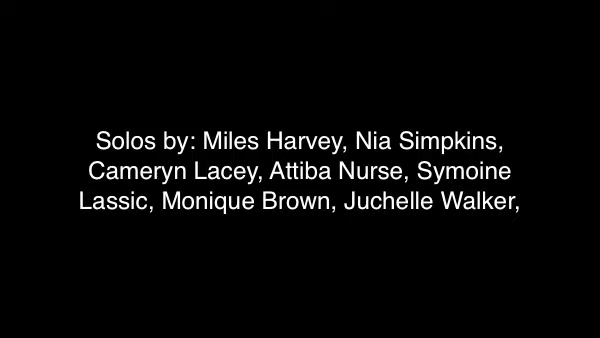 Solos by: Miles Harvey, Nia Simpkins,
Cameryn Lacey, Attiba Nurse, Symoine
Lassic, Monique Brown, Juchelle Walker,